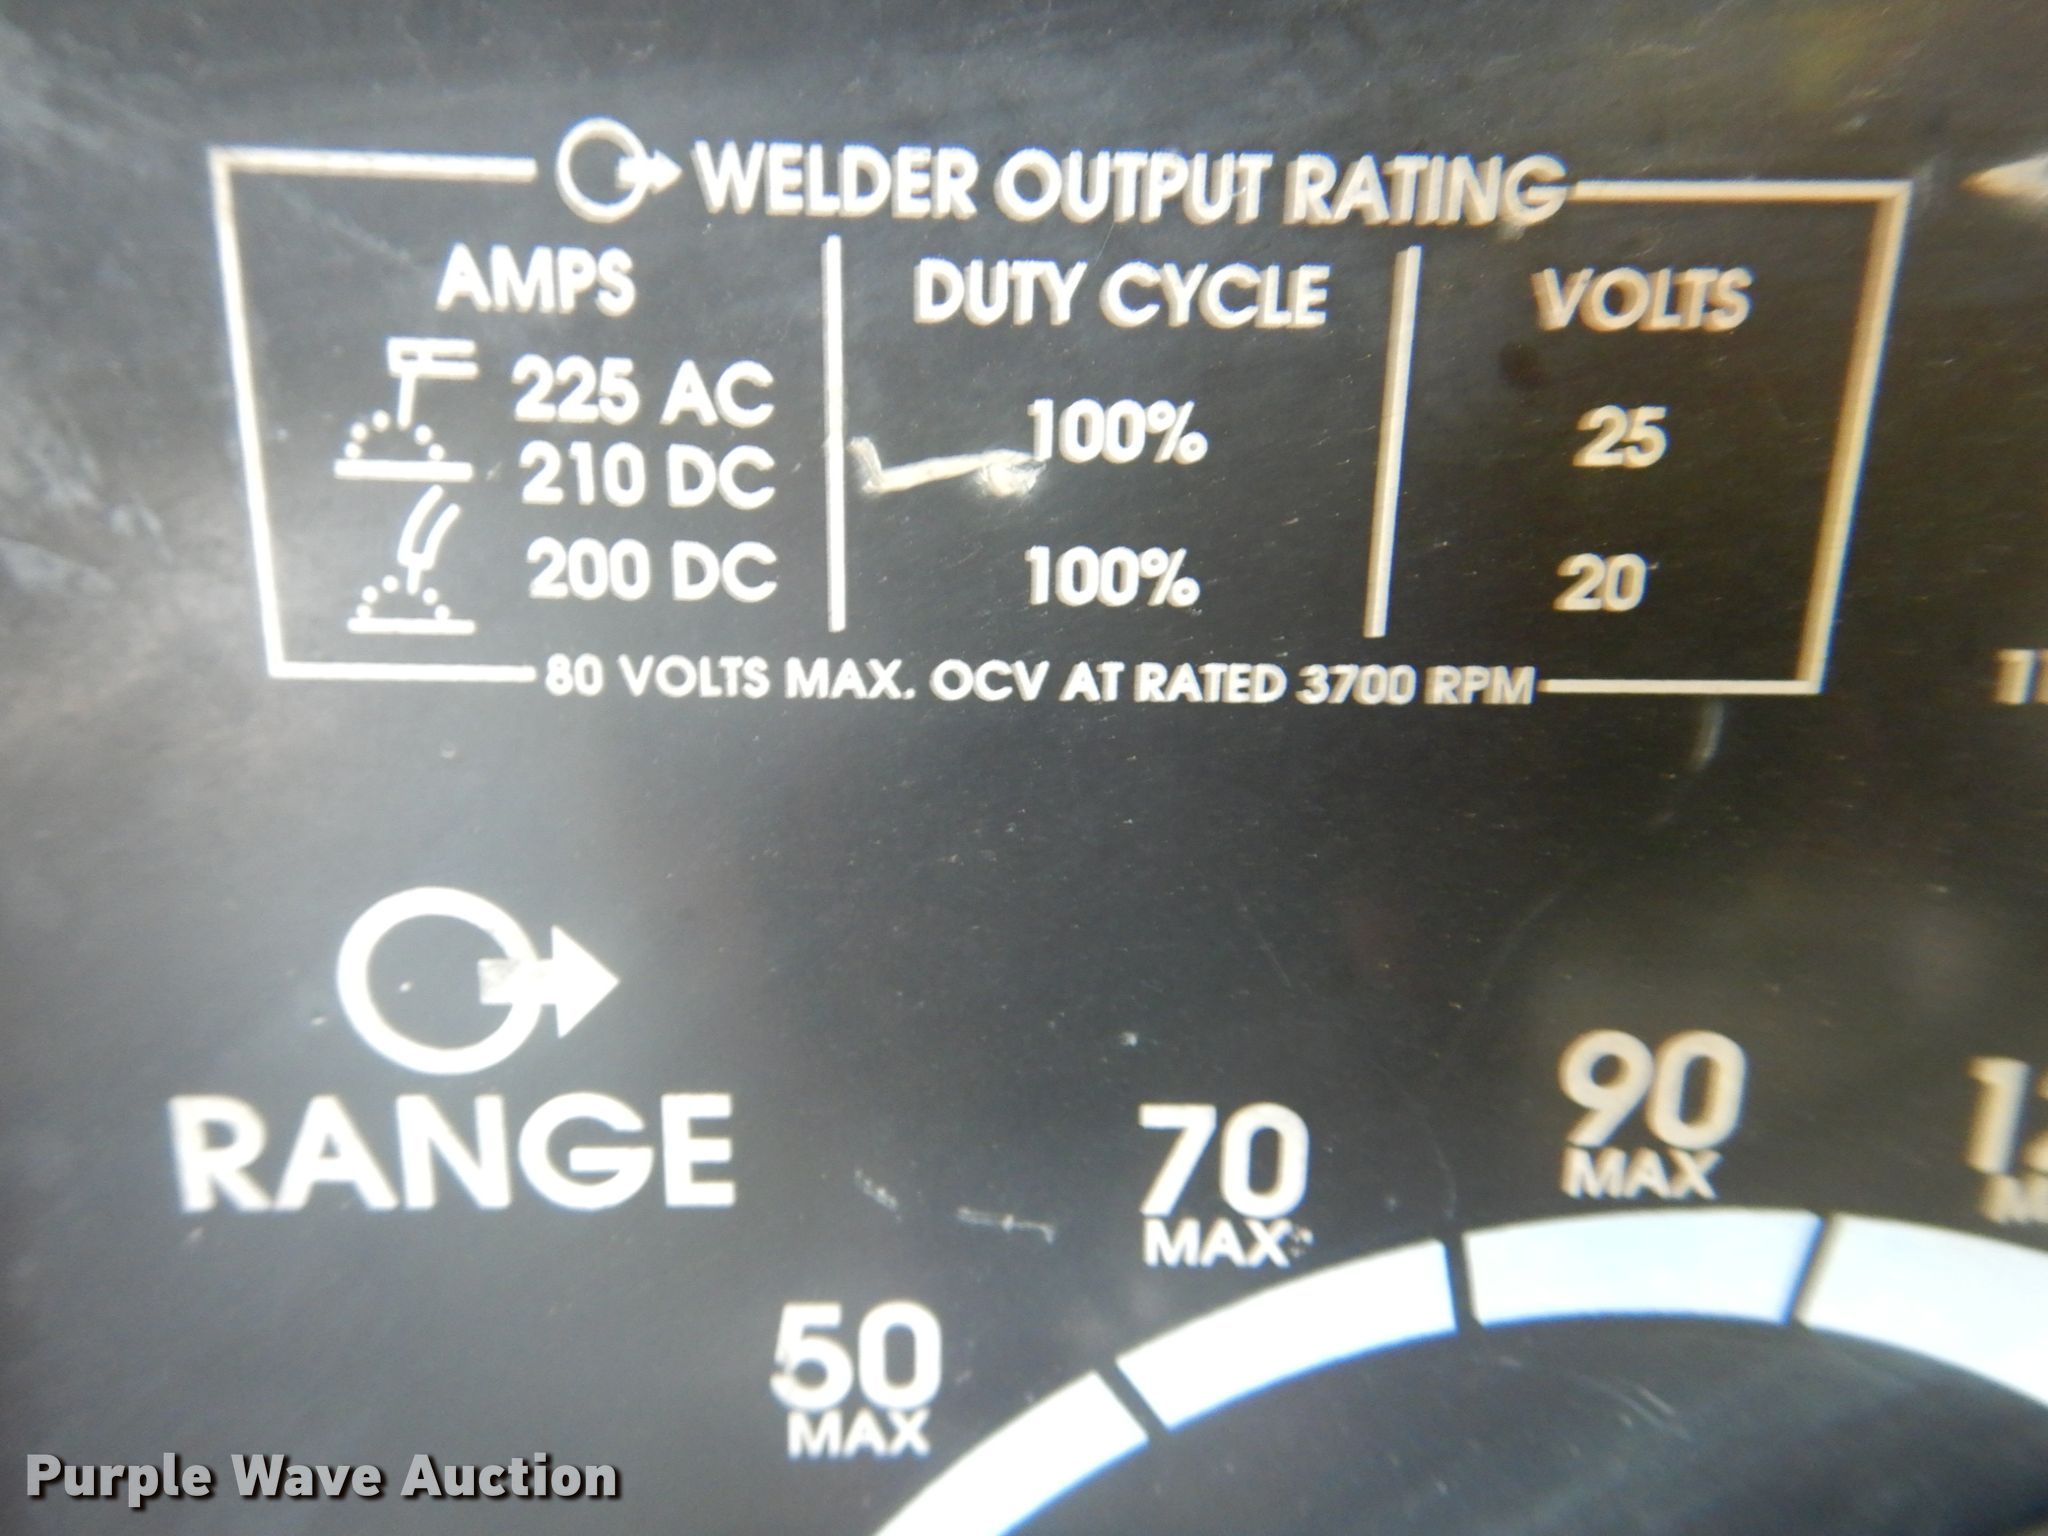 WELDER OUTPUT RATING
AMPS DUTY CYCLE VOLTS
225 AC
210 DC 100% 25
200 DC 100% 20
80 VOLTS MAX. OCV AT RATED 3700 RPM
RANGE
50 MAX
70 MAX
90 MAX
Purple Wave Auction